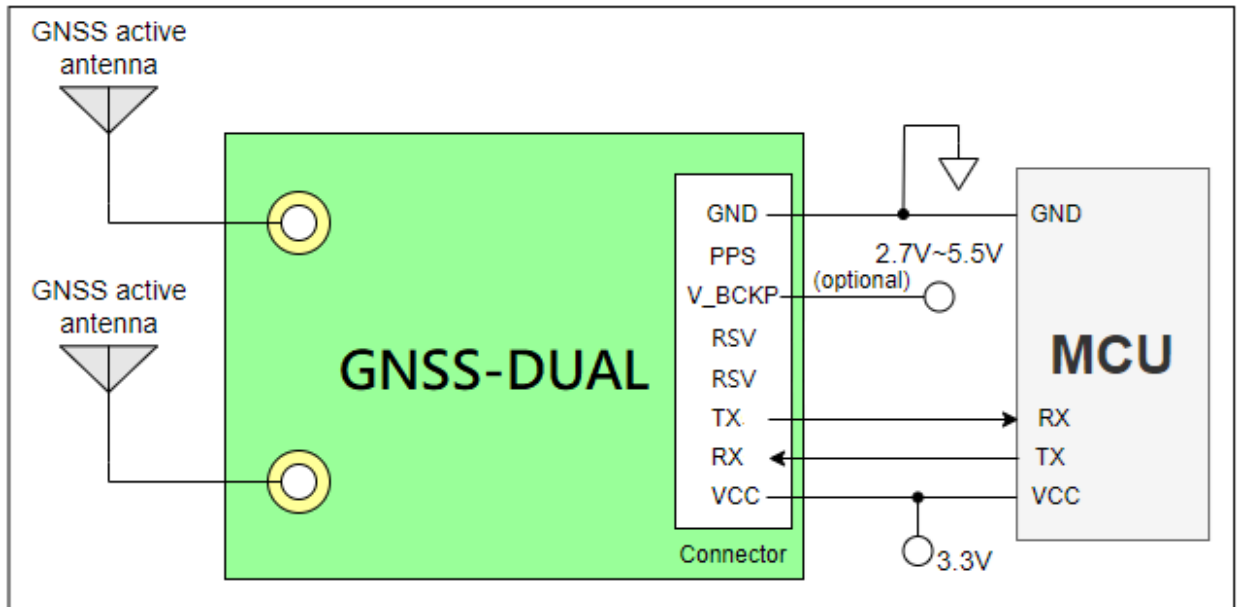 GNSS active
antenna
GNSS active
antenna
GNSS-DUAL
GND
PPS
V_BCKP
RSV
RSV
TX
RX
VCC
Connector
2.7V~5.5V
(optional)
3.3V
GND
MCU
RX
TX
VCC